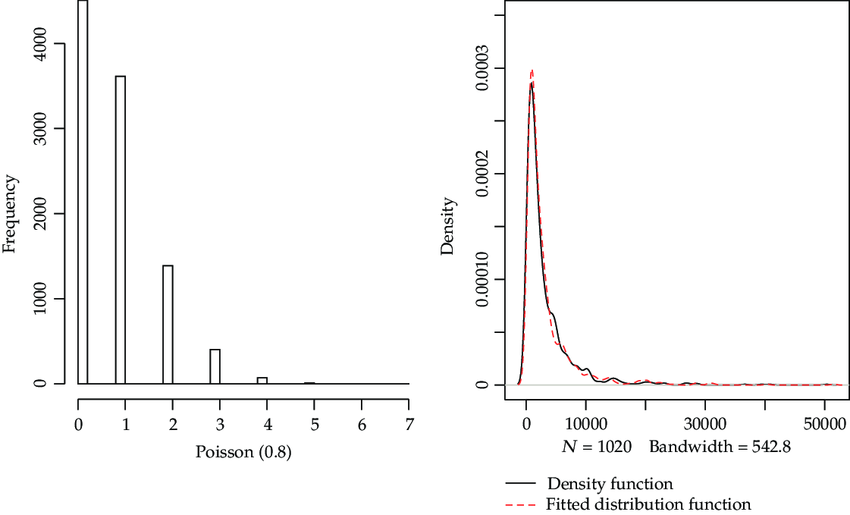 Frequency
4000
3000
2000
1000
0
0 1 2 3 4 5 6 7
Poisson (0.8)
Density
0.0003
0.0002
0.00010
0
0 10000 30000 50000
N = 1020 Bandwidth = 542.8
Density function
Fitted distribution function